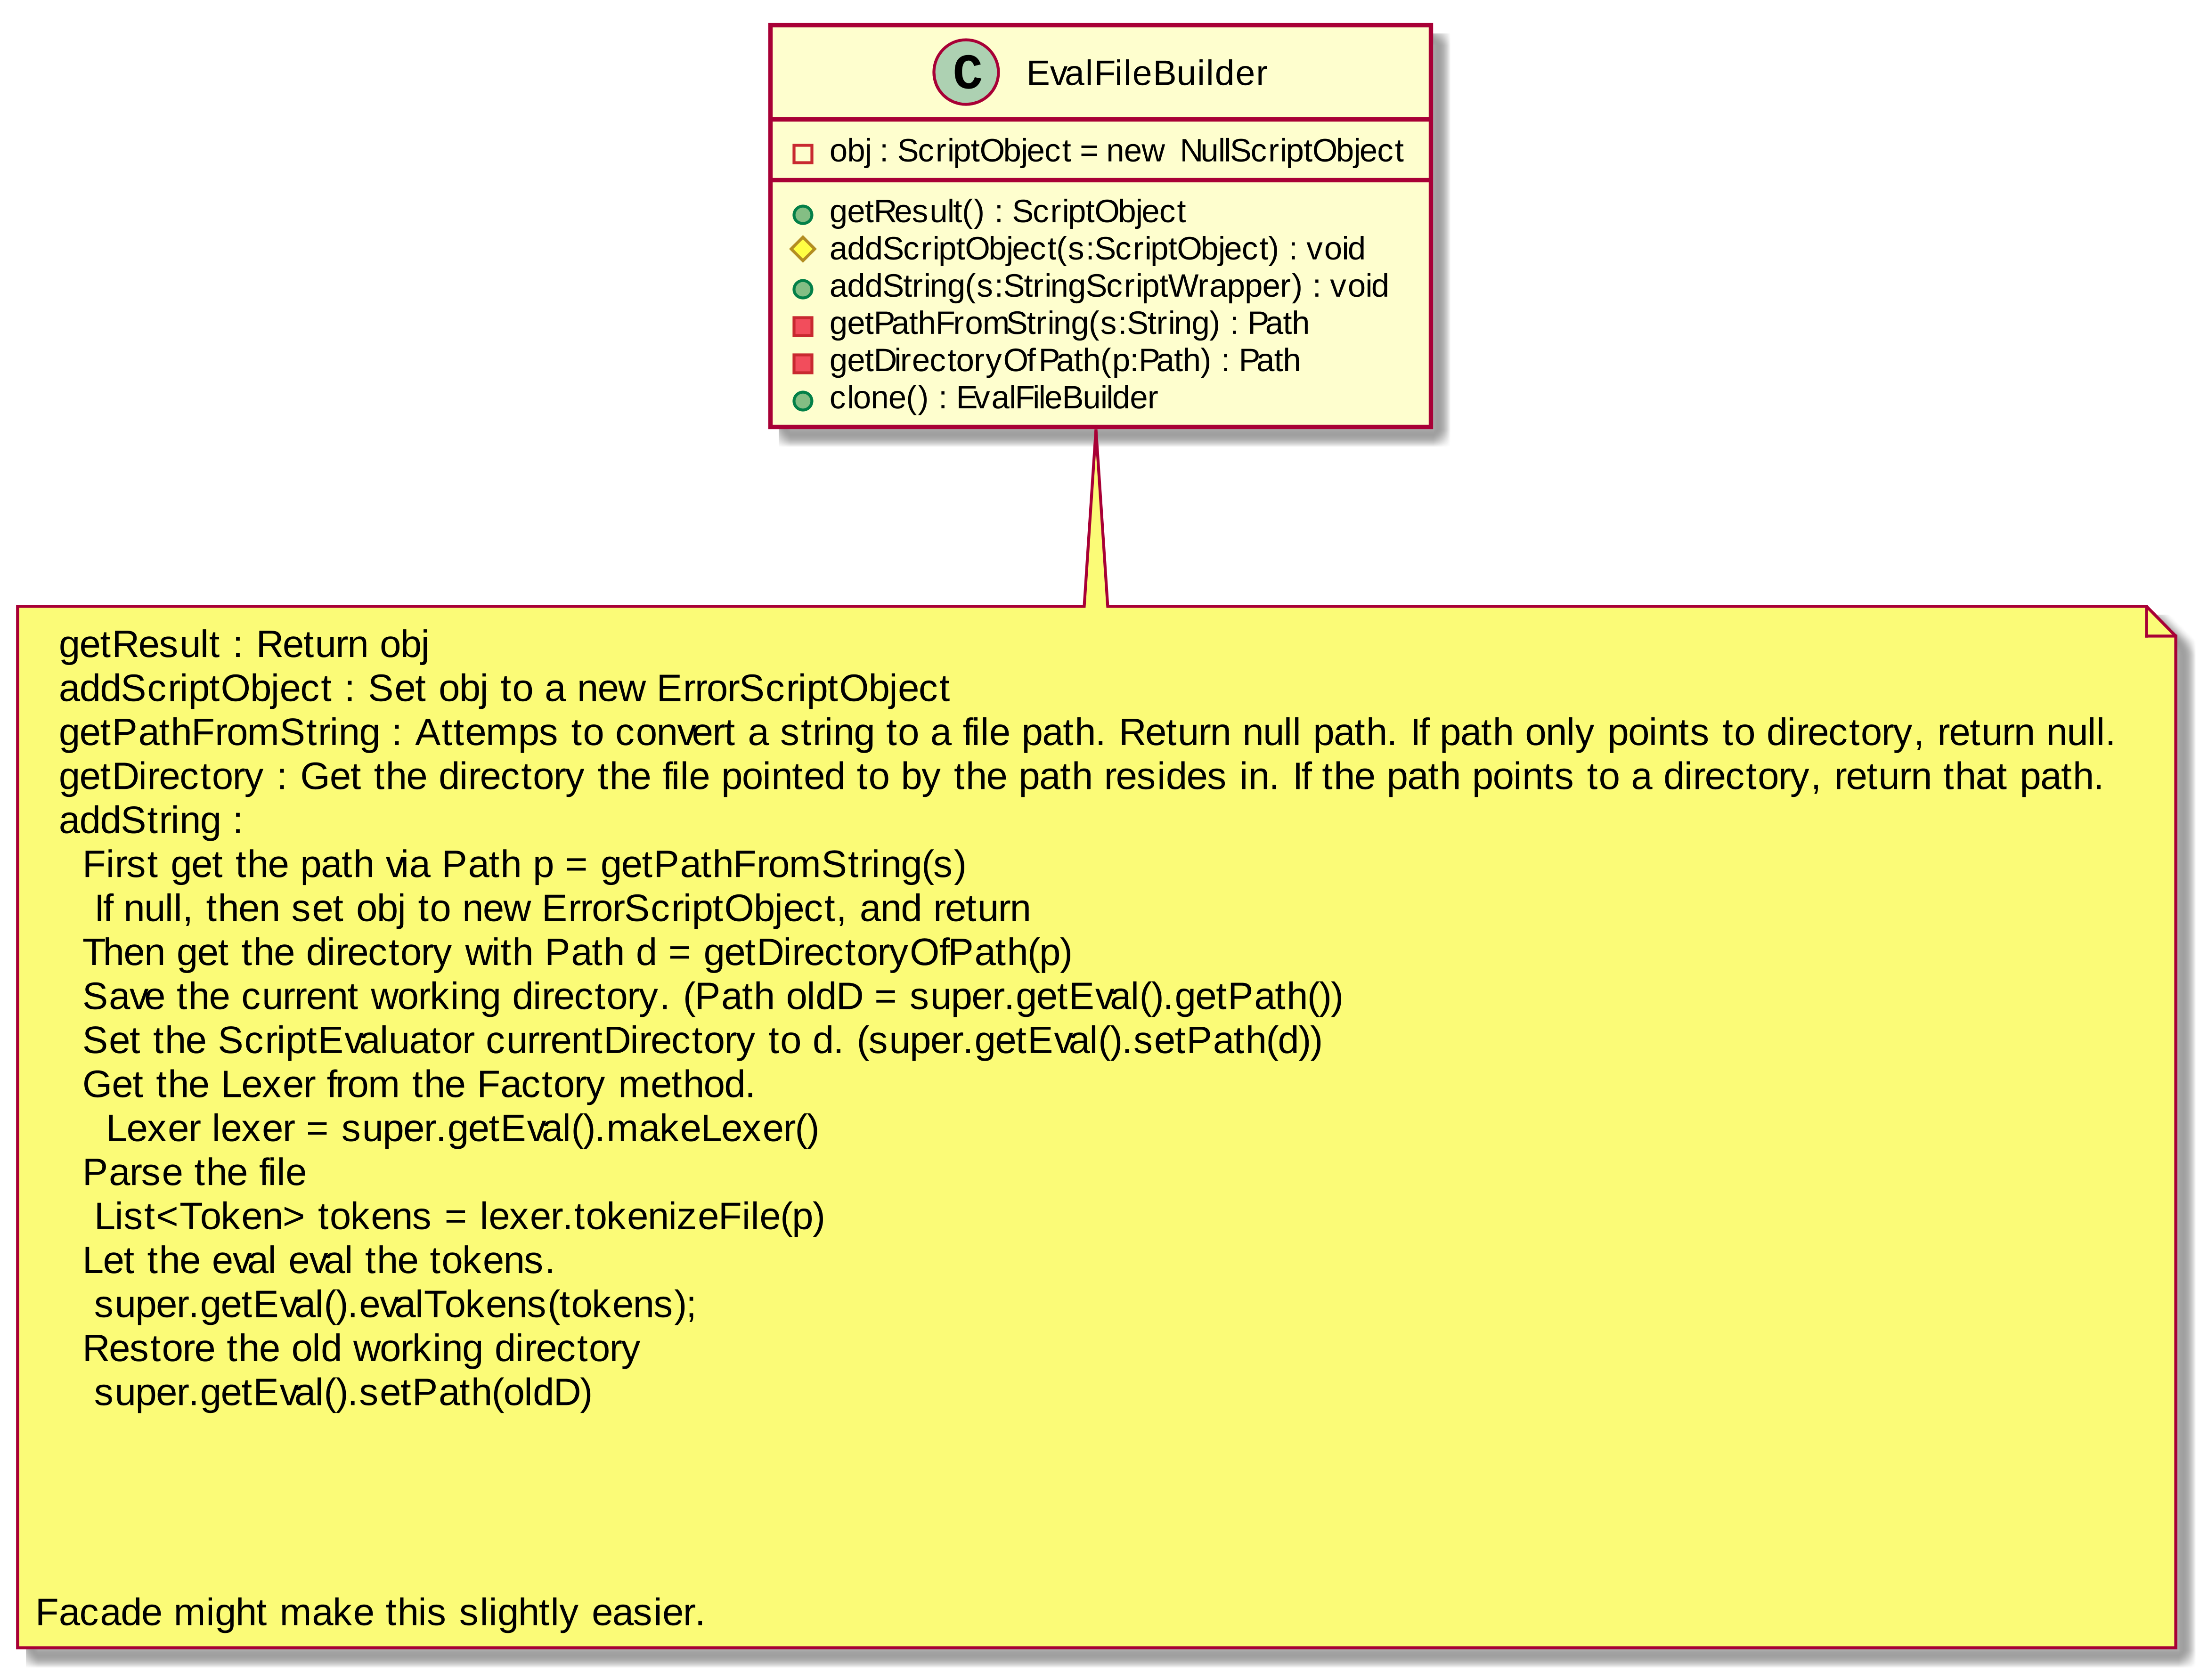 C EvalFileBuilder
obj : ScriptObject = new NullScriptObject
getResult() : ScriptObject
addScriptObject(s:ScriptObject) : void
addString(s:StringScriptWrapper) : void
getPathFromString(s:String) : Path
getDirectoryOfPath(p:Path) : Path
clone() : EvalFileBuilder
getResult : Return obj
addScriptObject : Set obj to a new ErrorScriptObject
getPathFromString : Attemps to convert a string to a file path. Return null path. If path only points to directory, return null.
getDirectory : Get the directory the file pointed to by the path resides in. If the path points to a directory, return that path.
addString :
First get the path via Path p = getPathFromString(s)
If null, then set obj to new ErrorScriptObject, and return
Then get the directory with Path d = getDirectoryOfPath(p)
Save the current working directory. (Path oldD = super.getEval().getPath())
Set the ScriptEvaluator currentDirectory to d. (super.getEval().setPath(d))
Get the Lexer from the Factory method.
Lexer lexer = super.getEval().makeLexer()
Parse the file
List<Token> tokens = lexer.tokenizeFile(p)
Let the eval eval the tokens.
super.getEval().evalTokens(tokens);
Restore the old working directory
super.getEval().setPath(oldD)
Facade might make this slightly easier.